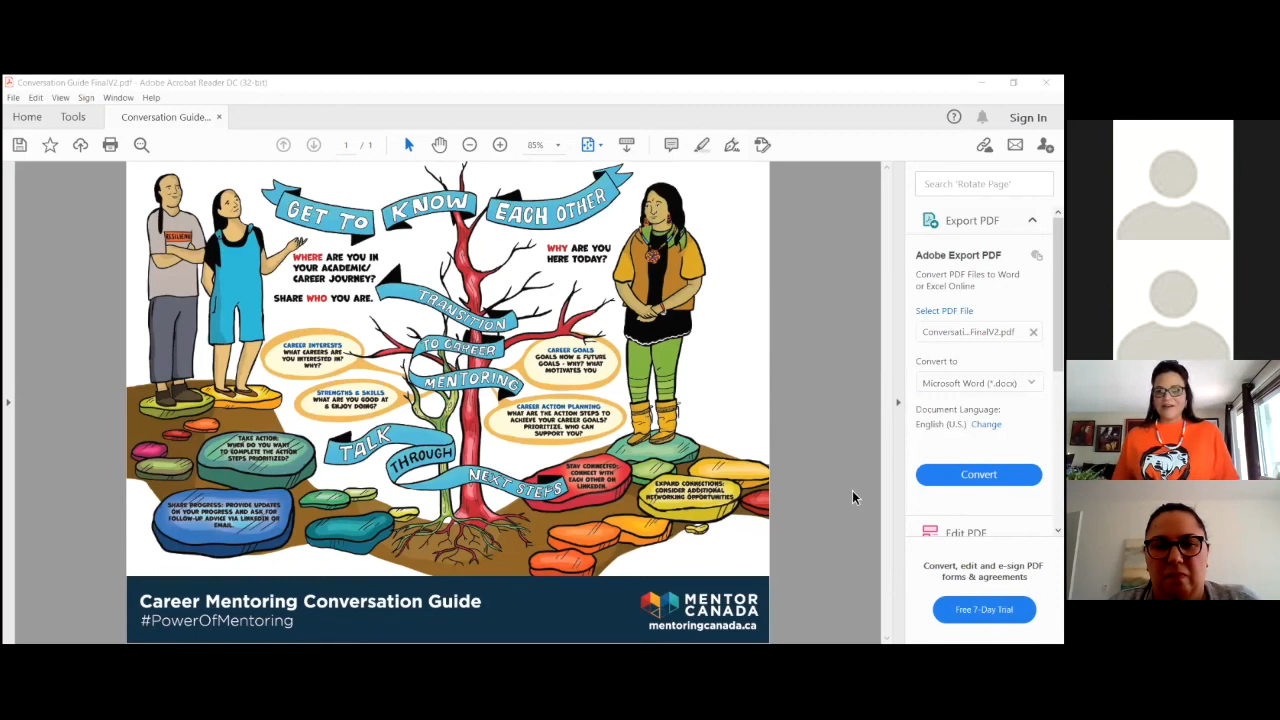 Conversation Guide FinalV2.pdf - Adobe Acrobat Reader DC (32-bit)
File Edit View Sign Window Help
Home Tools Conversation Guide... × Sign In
1 / 1 85%
GET TO KNOW EACH OTHER
RESILIENT
WHERE ARE YOU IN
YOUR ACADEMIC/
CAREER JOURNEY?
SHARE WHO YOU ARE.
WHY ARE YOU
HERE TODAY?
TRANSITION
TO CAREER
MENTORING
CAREER INTERESTS
WHAT CAREERS ARE
YOU INTERESTED IN?
WHY?
STRENGTHS & SKILLS
WHAT ARE YOU GOOD AT
& ENJOY DOING?
CAREER GOALS
GOALS NOW & FUTURE
GOALS - WHY? WHAT
MOTIVATES YOU
CAREER ACTION PLANNING
WHAT ARE THE ACTION STEPS TO
ACHIEVE YOUR CAREER GOALS?
PRIORITIZE. WHO CAN
SUPPORT YOU?
TALK
THROUGH
NEXT STEPS
TAKE ACTION:
WHEN DO YOU WANT
TO COMPLETE THE ACTION
STEPS PRIORITIZED?
SHARE PROGRESS: PROVIDE UPDATES
ON YOUR PROGRESS AND ASK FOR
FOLLOW-UP ADVICE VIA LINKEDIN OR
EMAIL.
STAY CONNECTED:
CONNECT WITH
EACH OTHER ON
LINKEDIN.
EXPAND CONNECTIONS:
CONSIDER ADDITIONAL
NETWORKING OPPORTUNITIES
Career Mentoring Conversation Guide
#PowerOfMentoring
MENTOR
CANADA
mentoringcanada.ca
Search 'Rotate Page'
Export PDF
Adobe Export PDF
Convert PDF Files to Word
or Excel Online
Select PDF File
Conversati...FinalV2.pdf
Convert to
Microsoft Word (*.docx)
Document Language:
English (U.S.) Change
Convert
Edit PDF
Convert, edit and e-sign PDF
forms & agreements
Free 7-Day Trial